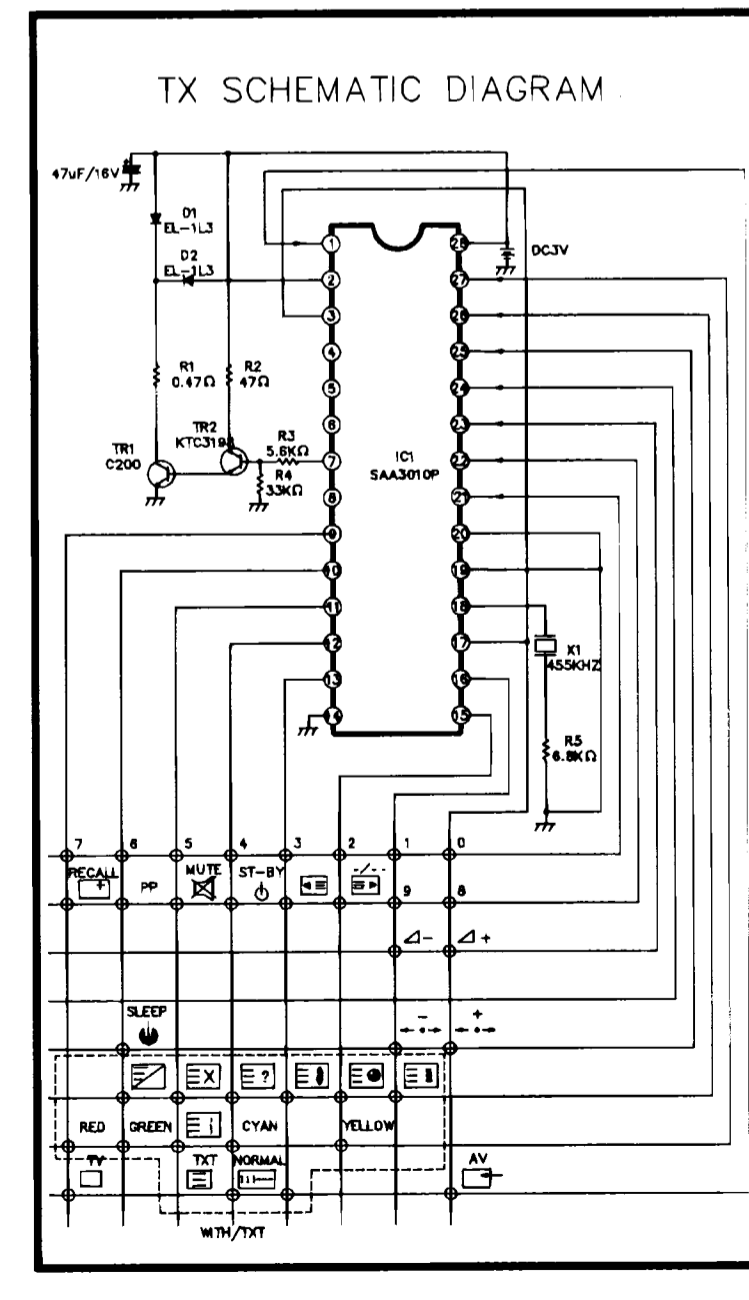 TX SCHEMATIC DIAGRAM
47uF/16V
D1
EL-1L3
D2
EL-1L3
DC3V
R1
0.47Ω
R2
47Ω
TR1
C200
TR2
KTC319
R3
5.6KΩ
R4
33KΩ
IC1
SAA3010P
1
2
3
4
5
6
7
8
9
10
11
12
13
14
28
27
26
25
24
23
22
21
20
19
18
17
16
15
X1
455KHZ
R5
6.8KΩ
7 6 5 4 3 2 1 0
RECALL
PP
MUTE
ST-BY
-/--
9 8
- +
SLEEP
- +
X ?
RED GREEN CYAN YELLOW
TV TXT NORMAL AV
WITH/TXT